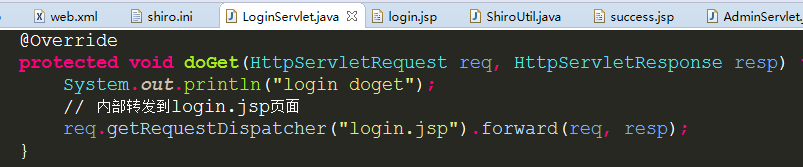 web.xml shiro.ini LoginServlet.java login.jsp ShiroUtil.java success.jsp AdminServlet.
@Override
protected void doGet(HttpServletRequest req, HttpServletResponse resp)
System.out.println("login doget");
// 内部转发到login.jsp页面
req.getRequestDispatcher("login.jsp").forward(req, resp);
}